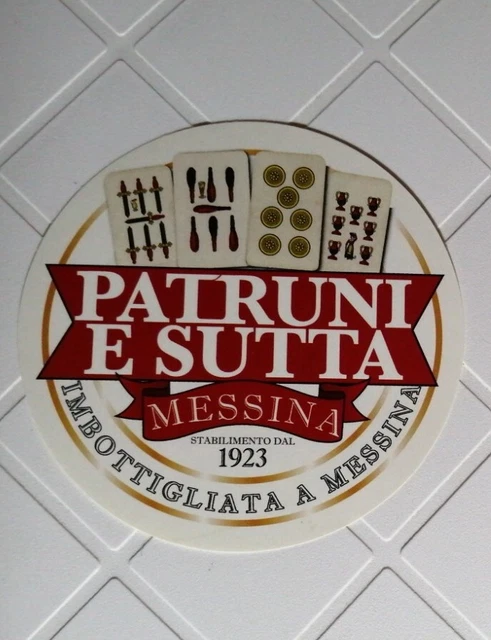 PATRUNI
E SUTTA
MESSINA
STABILIMENTO DAL
1923
IMBOTTIGLIATA A MESSINA